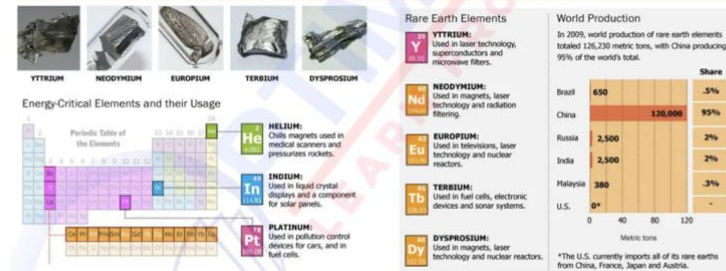 YTTRIUM
NEODYMIUM
EUROPIUM
TERBIUM
DYSPROSIUM
Energy-Critical Elements and their Usage
Periodic Table
of the Elements
HELIUM:
Chills magnets used in
medical scanners and
pressurizes rockets.
He
INDIUM:
Used in liquid crystal
displays and a component
for solar panels.
In
PLATINUM:
Used in pollution control
devices for cars, and in
fuel cells.
Pt
Rare Earth Elements
YTTRIUM:
Used in laser technology,
superconductors and
microwave filters.
Y
NEODYMIUM:
Used in magnets, laser
technology and radiation
filtering.
Nd
EUROPIUM:
Used in televisions, laser
technology and nuclear
reactors.
Eu
TERBIUM:
Used in fuel cells, electronic
devices and sonar systems.
Tb
DYSPROSIUM:
Used in magnets, laser
technology and nuclear reactors.
Dy
World Production
In 2009, world production of rare earth elements
totaled 126,230 metric tons, with China producing
95% of the world's total.
Share
Brazil 650 .5%
China 120,000 95%
Russia 2,500 2%
India 2,500 2%
Malaysia 380 .3%
U.S. 0* -
0 40 80 120
Metric tons
*The U.S. currently imports all of its rare earths
from China, France, Japan and Austria.